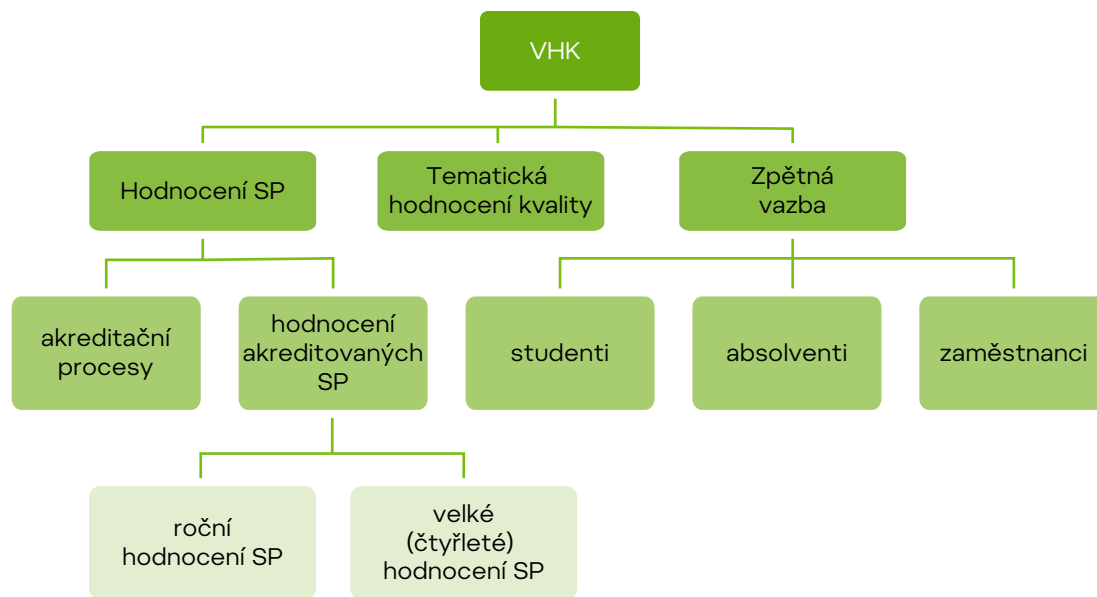 VHK
Hodnocení SP
Tematická
hodnocení kvality
Zpětná
vazba
akreditační
procesy
hodnocení
akreditovaných
SP
studenti
absolventi
zaměstnanci
roční
hodnocení SP
velké
(čtyřleté)
hodnocení SP